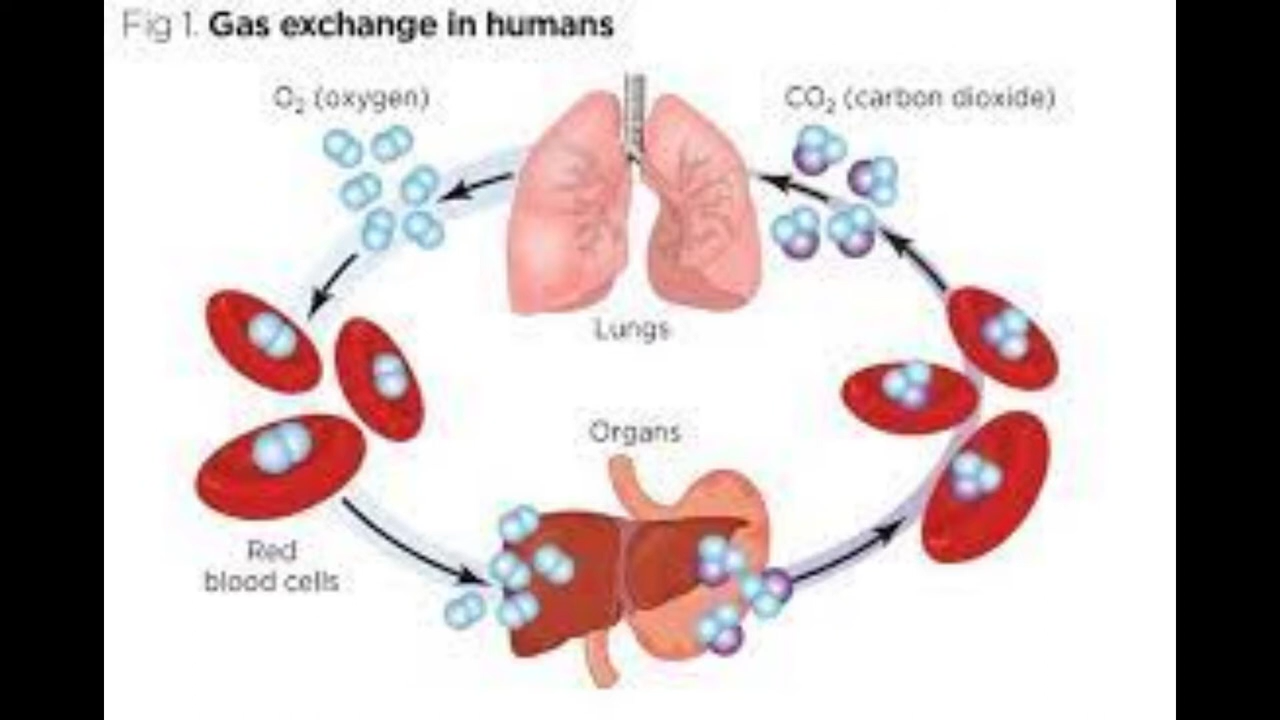 Fig 1. Gas exchange in humans
O₂ (oxygen)
CO₂ (carbon dioxide)
Lungs
Organs
Red
blood cells